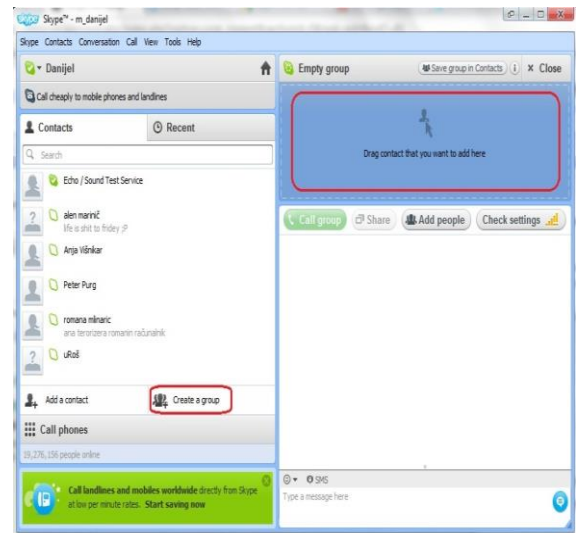 Skype™ - m_danijel
Skype Contacts Conversation Call View Tools Help
Danijel
Call cheaply to mobile phones and landlines
Contacts
Recent
Search
Echo / Sound Test Service
alen marinič
life is shit to fridey ;P
Anja Višnikar
Peter Purg
romana mlinaric
ana terorizera romanin računalnik
uRoš
Add a contact
Create a group
Call phones
19,276,156 people online
Call landlines and mobiles worldwide directly from Skype
at low per minute rates. Start saving now
Empty group
Save group in Contacts
Close
Drag contact that you want to add here
Call group
Share
Add people
Check settings
SMS
Type a message here